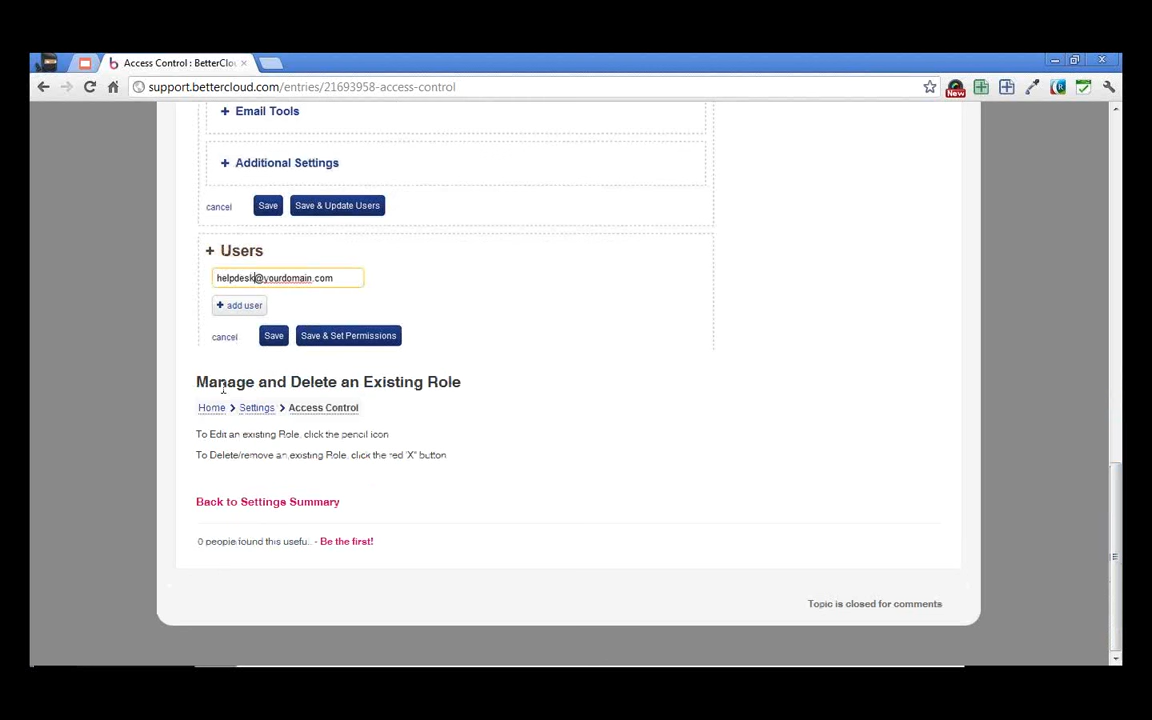 Access Control : BetterClou
support.bettercloud.com/entries/21693958-access-control
New
+ Email Tools
+ Additional Settings
cancel Save Save & Update Users
+ Users
helpdesk@yourdomain.com
+ add user
cancel Save Save & Set Permissions
Manage and Delete an Existing Role
Home > Settings > Access Control
To Edit an existing Role, click the pencil icon
To Delete/remove an existing Role, click the red "X" button
Back to Settings Summary
0 people found this useful. - Be the first!
Topic is closed for comments